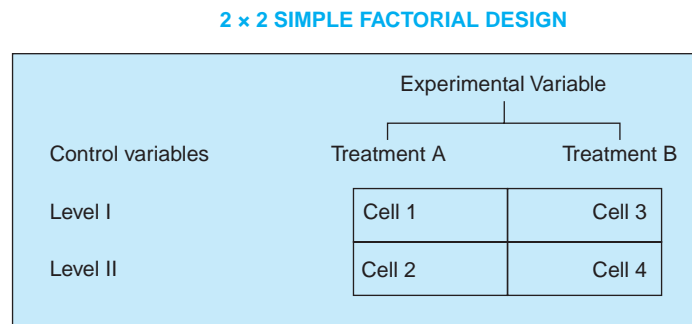 2 × 2 SIMPLE FACTORIAL DESIGN
Experimental Variable
Control variables Treatment A Treatment B
Level I Cell 1 Cell 3
Level II Cell 2 Cell 4